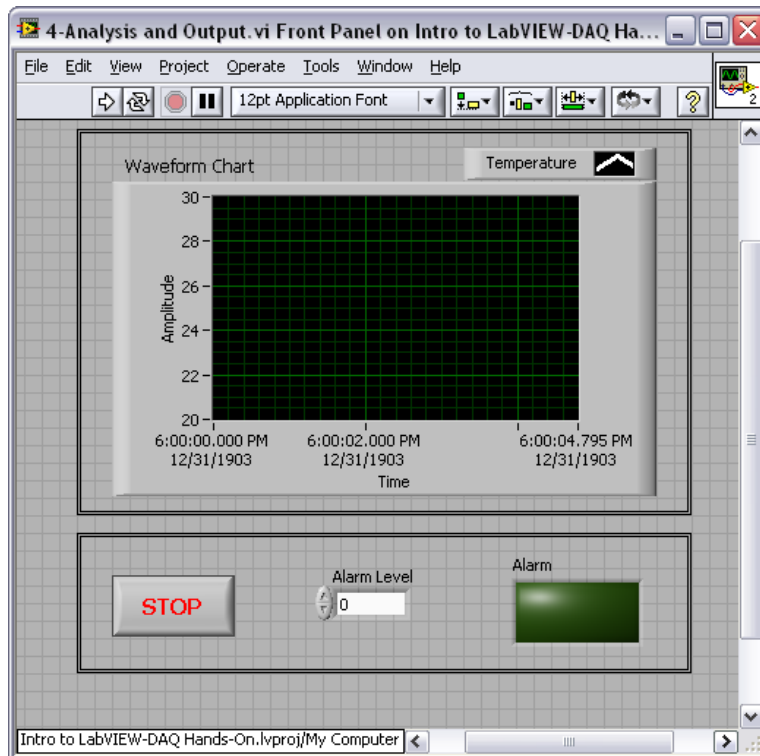 4-Analysis and Output.vi Front Panel on Intro to LabVIEW-DAQ Ha...
File Edit View Project Operate Tools Window Help
12pt Application Font
2
Waveform Chart
Temperature
30
28
26
24
22
20
Amplitude
6:00:00.000 PM 6:00:02.000 PM 6:00:04.795 PM
12/31/1903 12/31/1903 12/31/1903
Time
Alarm Level
Alarm
STOP
0
Intro to LabVIEW-DAQ Hands-On.lvproj/My Computer